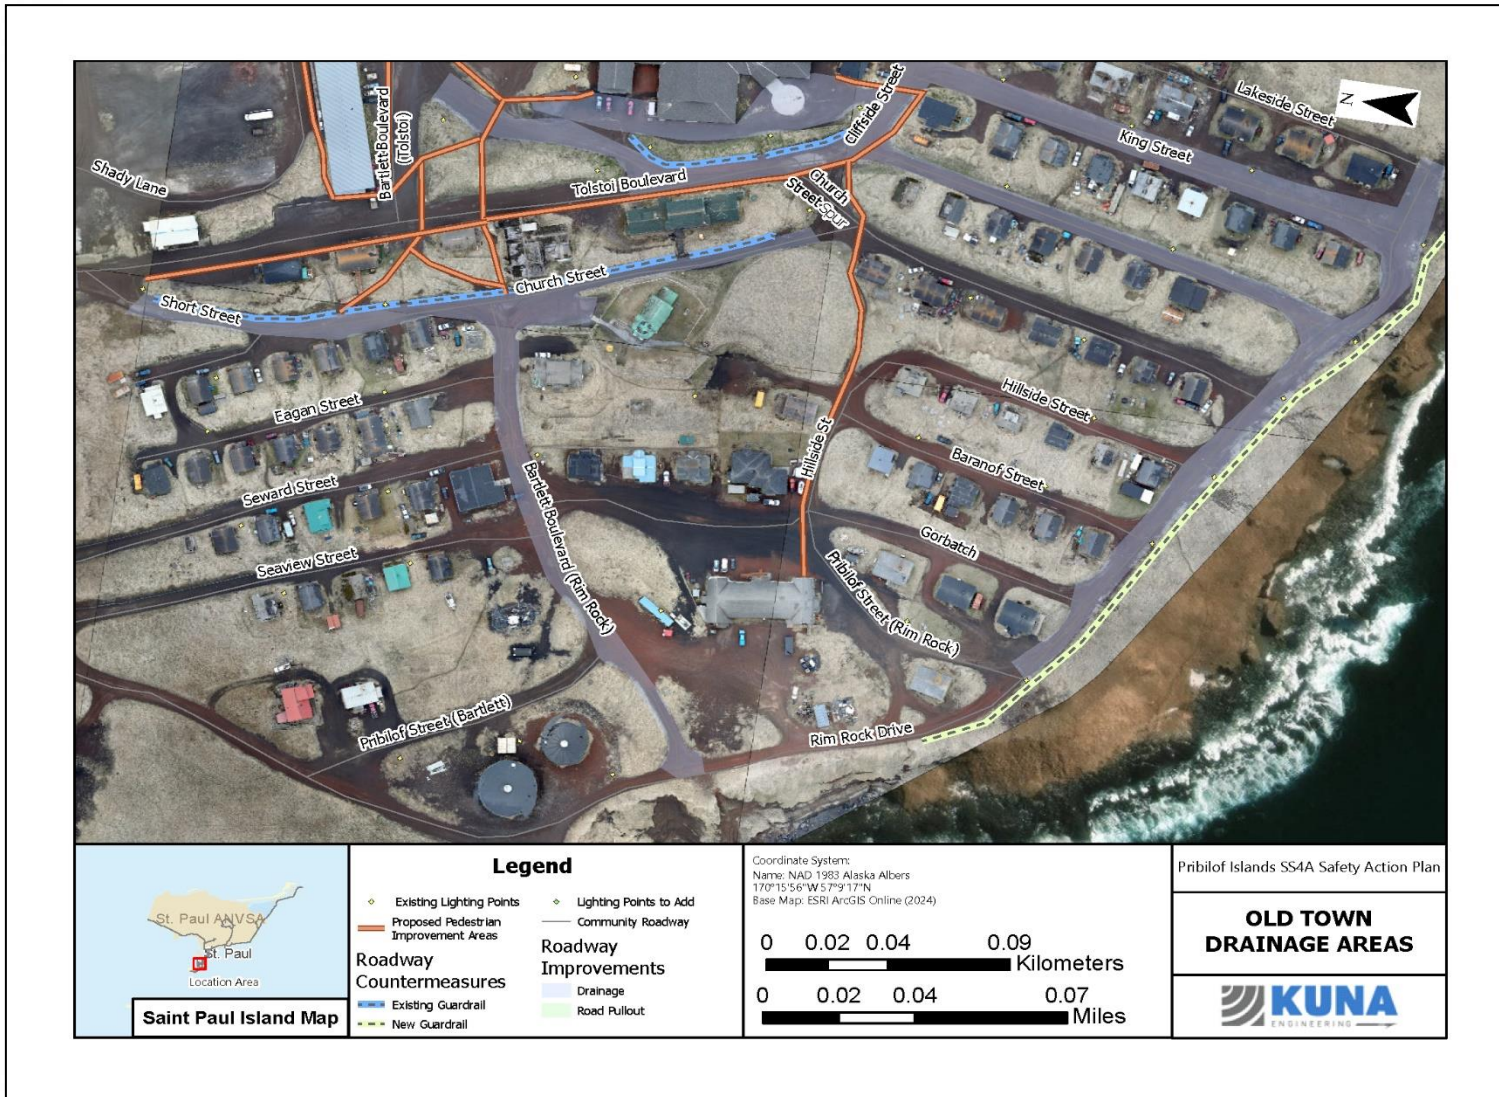 Cliffside Street
Lakeside Street
N
King Street
Bartlett Boulevard
(Tolstoi)
Shady Lane
Tolstoi Boulevard
Church
Street Spur
Church Street
Short Street
Eagan Street
Hillside Street
Hillside St
Baranof Street
Seward Street
Bartlett Boulevard (Rim Rock)
Gorbatch
Seaview Street
Pribilof Street (Rim Rock)
Pribilof Street (Bartlett)
Rim Rock Drive
St. Paul ANVSA
St. Paul
Location Area
Saint Paul Island Map
Legend
Existing Lighting Points
Proposed Pedestrian
Improvement Areas
Roadway
Countermeasures
Existing Guardrail
New Guardrail
Lighting Points to Add
Community Roadway
Roadway
Improvements
Drainage
Road Pullout
Coordinate System:
Name: NAD 1983 Alaska Albers
170°15'56"W 57°9'17"N
Base Map: ESRI ArcGIS Online (2024)
0 0.02 0.04 0.09
Kilometers
0 0.02 0.04 0.07
Miles
Pribilof Islands SS4A Safety Action Plan
OLD TOWN
DRAINAGE AREAS
KUNA
ENGINEERING